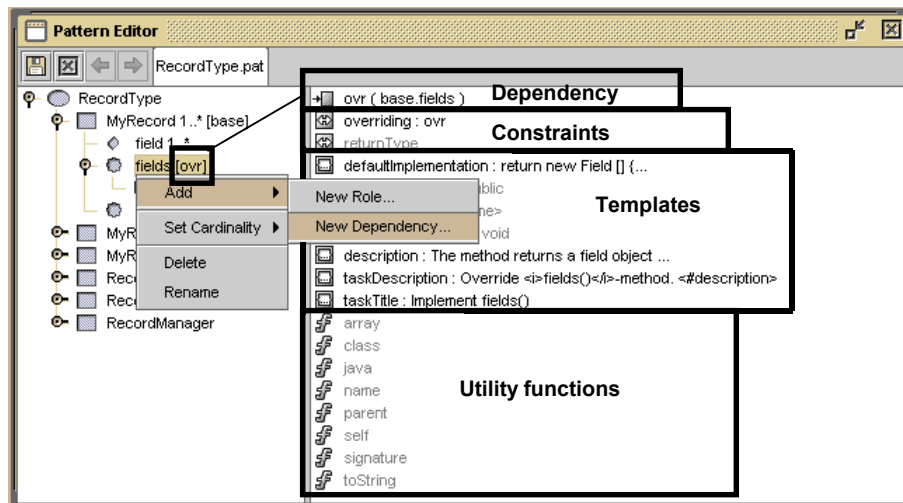 Pattern Editor
RecordType.pat
RecordType
MyRecord 1..* [base]
field 1..*
fields [ovr]
MyR
MyR
Reco
Reco
RecordManager
Add
Set Cardinality
Delete
Rename
New Role...
New Dependency...
ovr ( base.fields ) Dependency
overriding : ovr
Constraints
returnType
defaultImplementation : return new Field [] {...
blic
ne>
Templates
void
description : The method returns a field object ...
taskDescription : Override <i>fields()</i>-method. <#description>
taskTitle : Implement fields()
array
class
java
name
Utility functions
parent
self
signature
toString